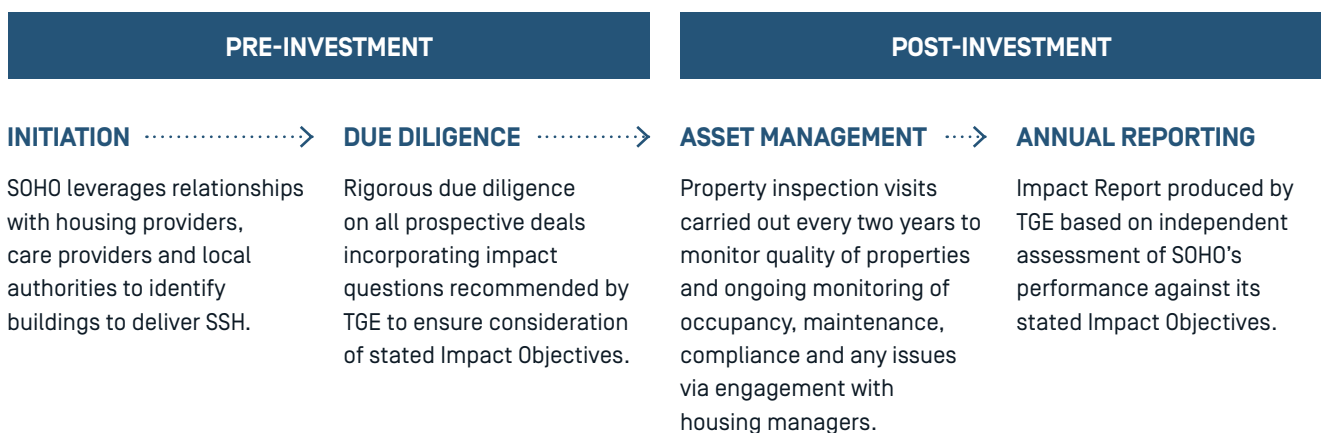 PRE-INVESTMENT
POST-INVESTMENT
INITIATION
SOHO leverages relationships
with housing providers,
care providers and local
authorities to identify
buildings to deliver SSH.
DUE DILIGENCE
Rigorous due diligence
on all prospective deals
incorporating impact
questions recommended by
TGE to ensure consideration
of stated Impact Objectives.
ASSET MANAGEMENT
Property inspection visits
carried out every two years to
monitor quality of properties
and ongoing monitoring of
occupancy, maintenance,
compliance and any issues
via engagement with
housing managers.
ANNUAL REPORTING
Impact Report produced by
TGE based on independent
assessment of SOHO's
performance against its
stated Impact Objectives.